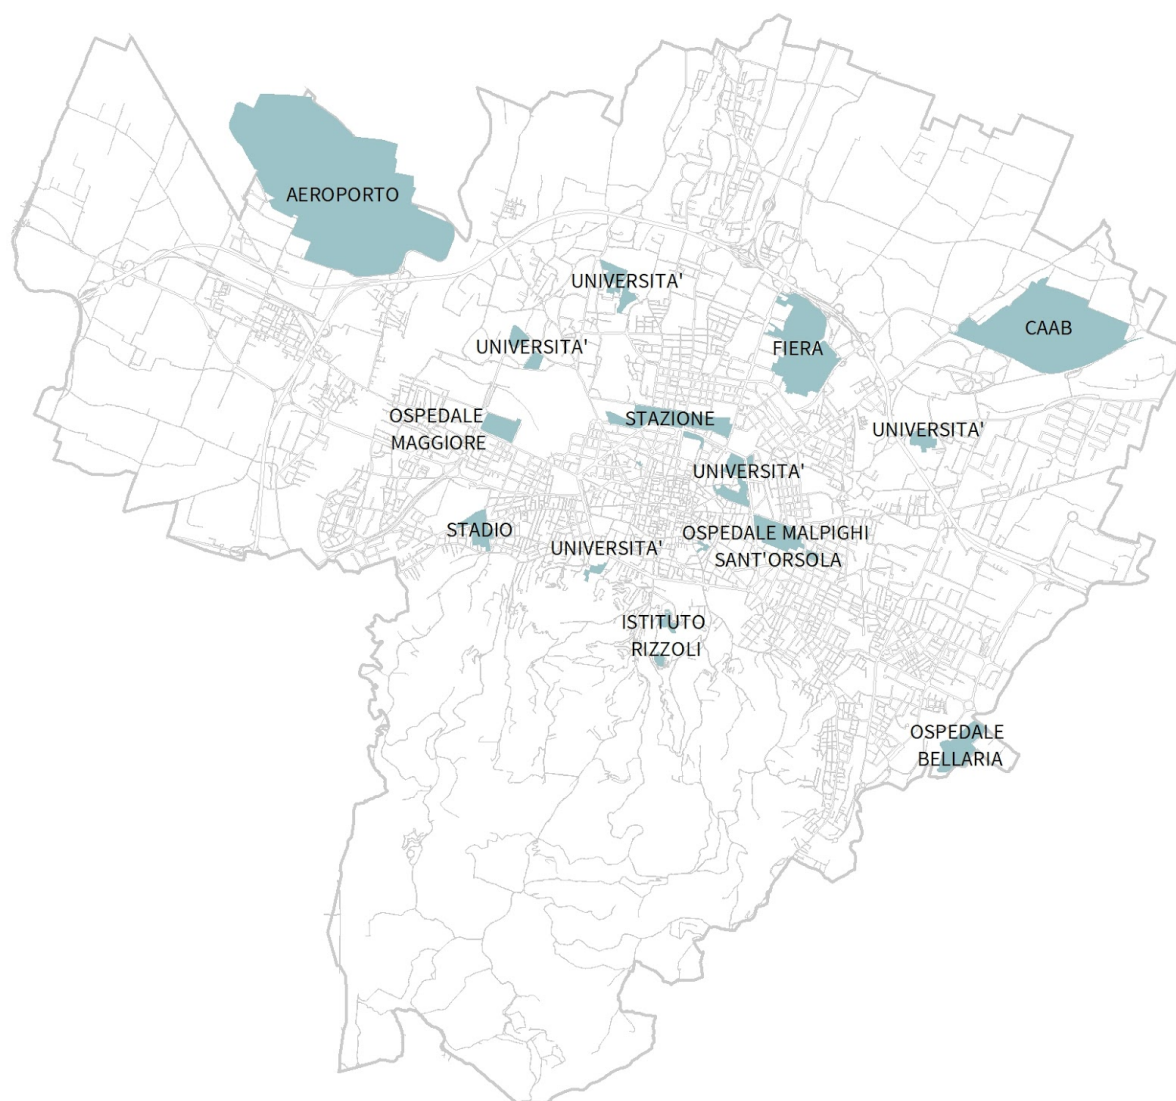 AEROPORTO
UNIVERSITA'
CAAB
UNIVERSITA'
FIERA
OSPEDALE
MAGGIORE
STAZIONE
UNIVERSITA'
UNIVERSITA'
STADIO
OSPEDALE MALPIGHI
SANT'ORSOLA
UNIVERSITA'
ISTITUTO
RIZZOLI
OSPEDALE
BELLARIA